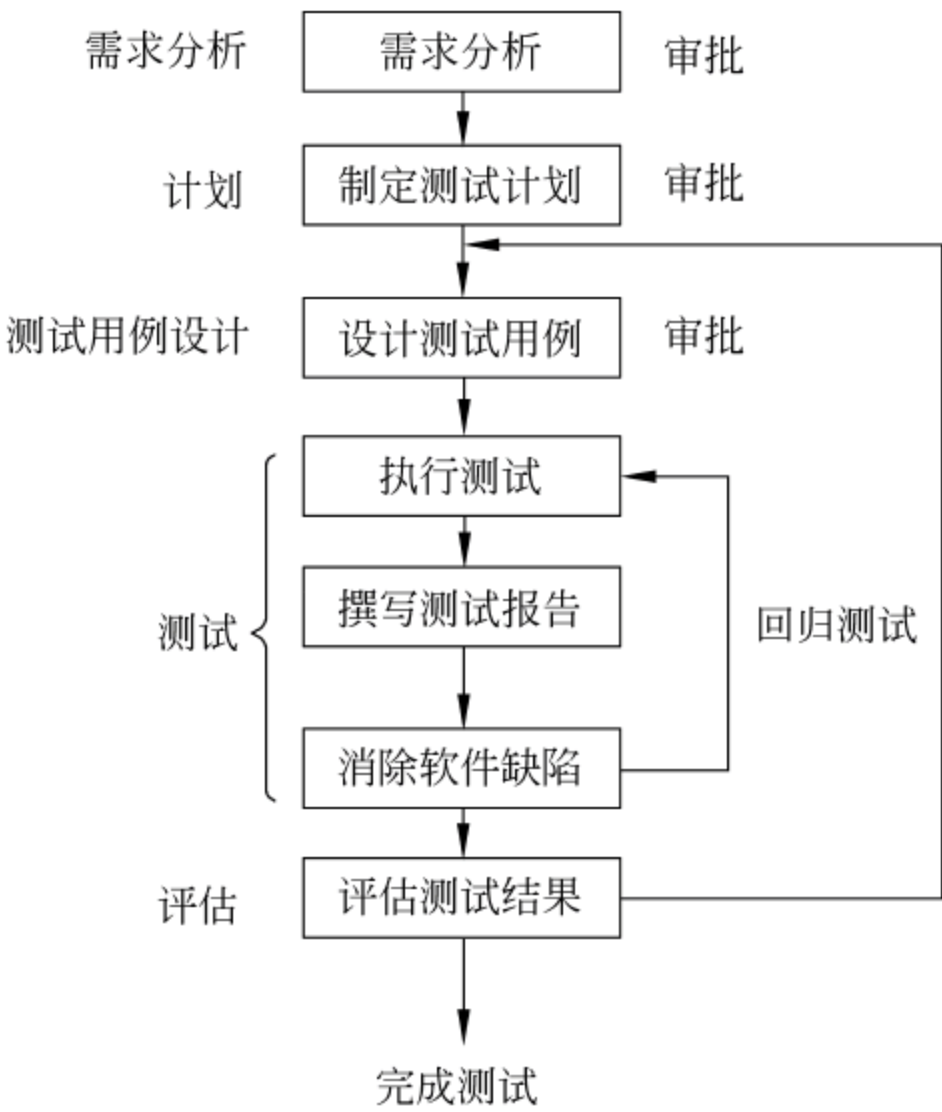 需求分析 需求分析 审批
计划 制定测试计划 审批
测试用例设计 设计测试用例 审批
执行测试
撰写测试报告
测试 回归测试
消除软件缺陷
评估 评估测试结果
完成测试